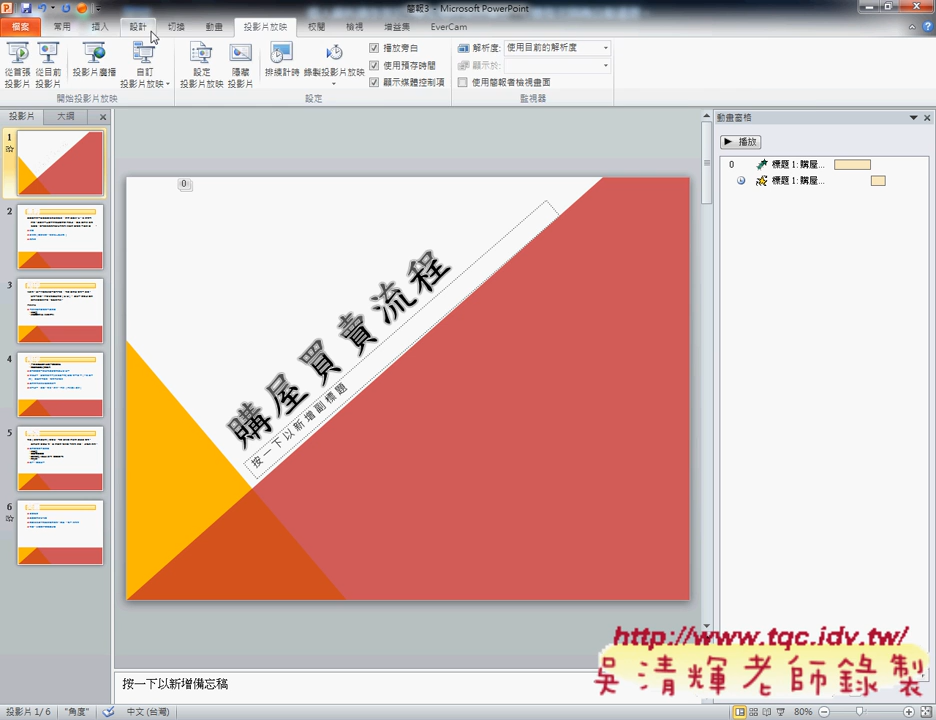 簡報3 - Microsoft PowerPoint
檔案 常用 插入 設計 切換 動畫 投影片放映 校閱 檢視 增益集 EverCam
從首張投影片 從目前投影片 投影片廣播 自訂投影片放映 設定投影片放映 隱藏投影片 排練計時 錄製投影片放映
播放旁白
使用預存時間
顯示媒體控制項
解析度: 使用目前的解析度
顯示於:
使用簡報者檢視畫面
開始投影片放映 設定 監視器
投影片 大綱
動畫窗格
播放
0 標題 1: 購屋...
標題 1: 購屋...
1
2
3
4
5
6
0
購屋買賣流程
按一下以新增副標題
http://www.tqc.idv.tw/
吳清輝老師錄製
按一下以新增備忘稿
投影片 1/6 "角度" 中文 (台灣) 80%